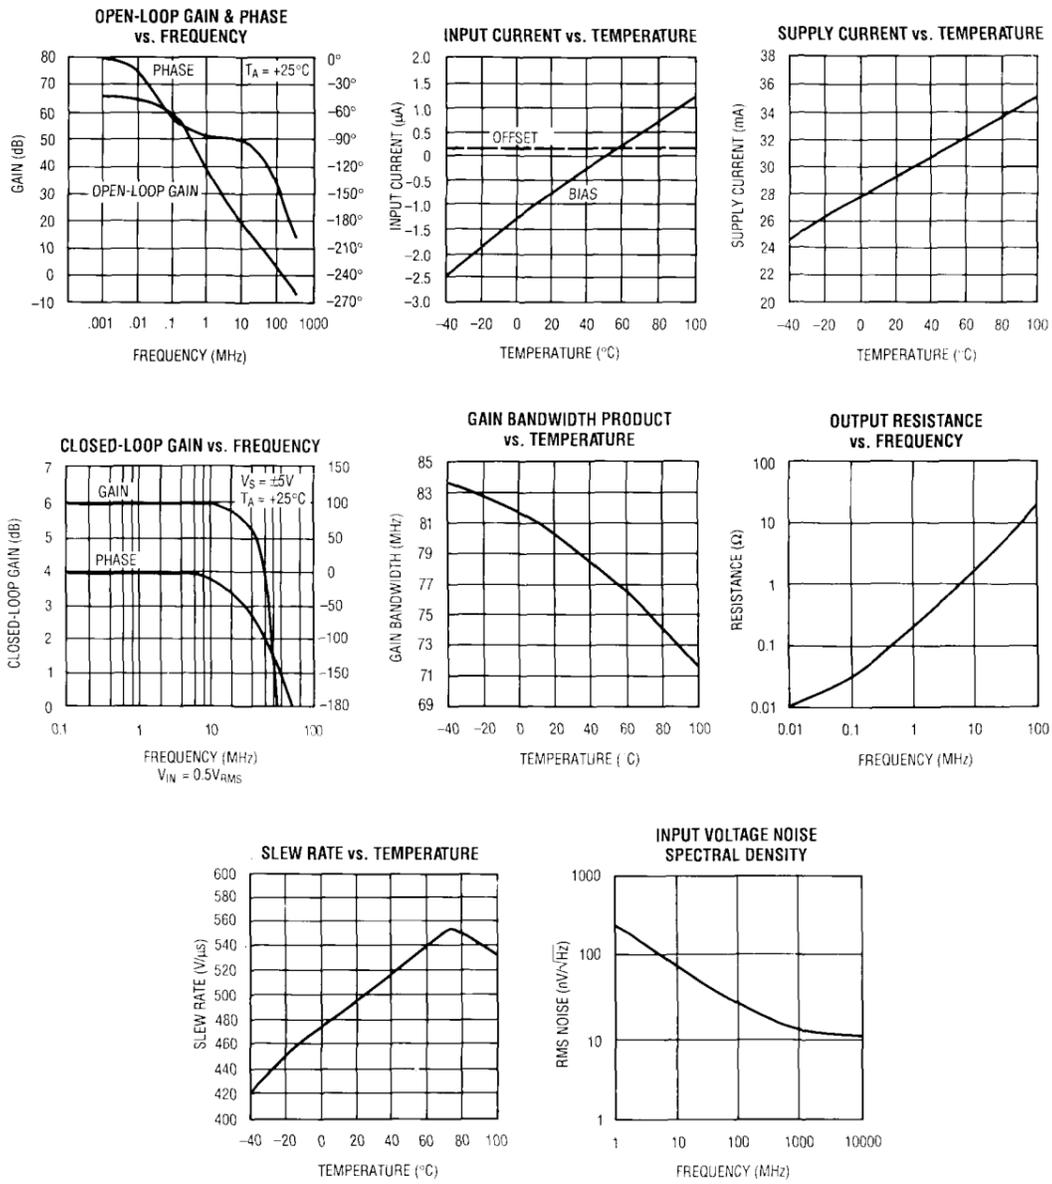 OPEN-LOOP GAIN & PHASE
vs. FREQUENCY
80
70
60
50
40
30
20
10
0
−10
GAIN (dB)
PHASE
TA = +25°C
OPEN-LOOP GAIN
0°
−30°
−60°
−90°
−120°
−150°
−180°
−210°
−240°
−270°
.001 .01 .1 1 10 100 1000
FREQUENCY (MHz)
INPUT CURRENT vs. TEMPERATURE
2.0
1.5
1.0
0.5
0
−0.5
−1.0
−1.5
−2.0
−2.5
−3.0
INPUT CURRENT (µA)
OFFSET
BIAS
−40 −20 0 20 40 60 80 100
TEMPERATURE (°C)
SUPPLY CURRENT vs. TEMPERATURE
38
36
34
32
30
28
26
24
22
20
SUPPLY CURRENT (mA)
−40 −20 0 20 40 60 80 100
TEMPERATURE (°C)
CLOSED-LOOP GAIN vs. FREQUENCY
7
6
5
4
3
2
1
0
CLOSED-LOOP GAIN (dB)
GAIN
VS = ±5V
TA = +25°C
PHASE
150
100
50
0
−50
−100
−150
−180
0.1 1 10 100
FREQUENCY (MHz)
VIN = 0.5VRMS
GAIN BANDWIDTH PRODUCT
vs. TEMPERATURE
85
83
81
79
77
75
73
71
69
GAIN BANDWIDTH (MHz)
−40 −20 0 20 40 60 80 100
TEMPERATURE (°C)
OUTPUT RESISTANCE
vs. FREQUENCY
100
10
1
0.1
0.01
RESISTANCE (Ω)
0.01 0.1 1 10 100
FREQUENCY (MHz)
SLEW RATE vs. TEMPERATURE
600
580
560
540
520
500
480
460
440
420
400
SLEW RATE (V/µS)
−40 −20 0 20 40 60 80 100
TEMPERATURE (°C)
INPUT VOLTAGE NOISE
SPECTRAL DENSITY
1000
100
10
1
RMS NOISE (nV/√Hz)
1 10 100 1000 10000
FREQUENCY (MHz)